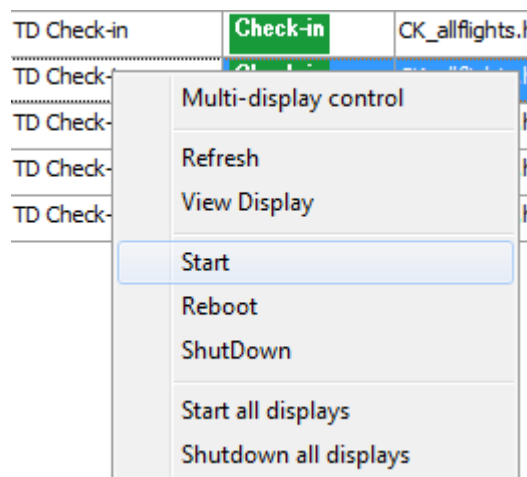 TD Check-in Check-in CK_allflights.h
TD Check-
Multi-display control
TD Check-
Refresh
TD Check-
View Display
TD Check-
Start
Reboot
ShutDown
Start all displays
Shutdown all displays